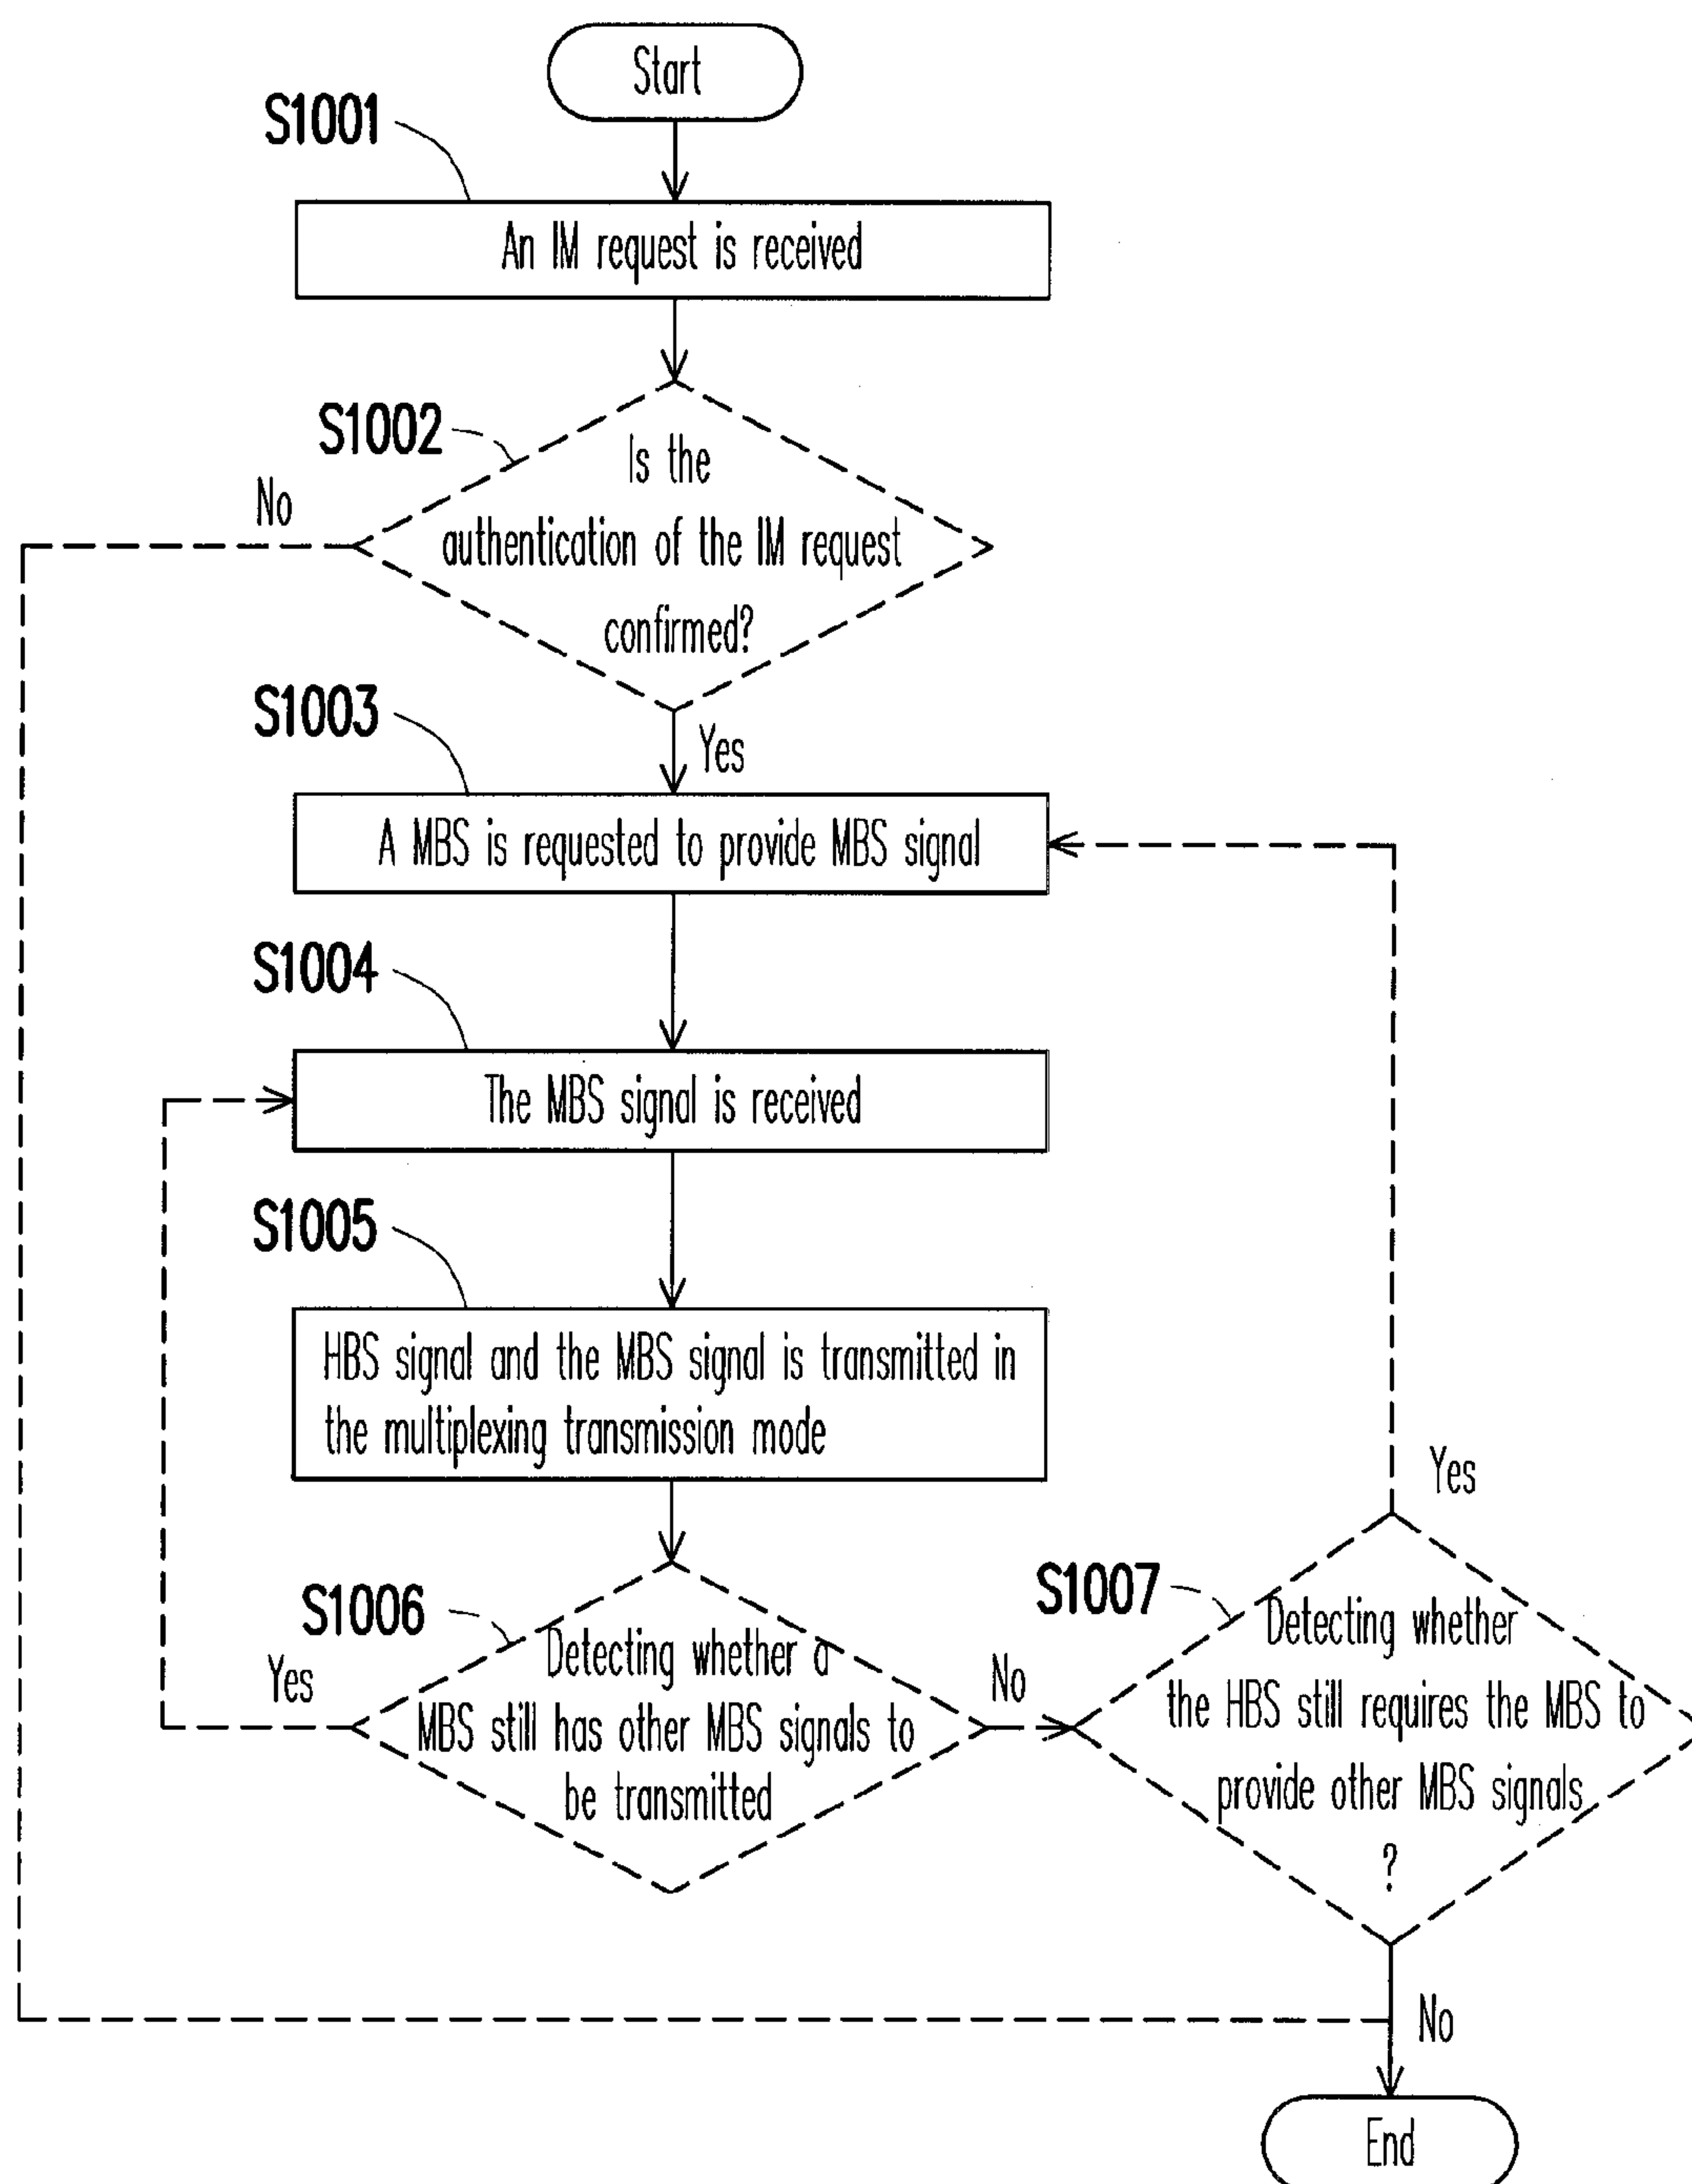 Start
S1001
An IM request is received
S1002
Is the
authentication of the IM request
confirmed?
No
Yes
S1003
A MBS is requested to provide MBS signal
S1004
The MBS signal is received
S1005
HBS signal and the MBS signal is transmitted in
the multiplexing transmission mode
S1006
Detecting whether a
MBS still has other MBS signals to
be transmitted
Yes
No
S1007
Detecting whether
the HBS still requires the MBS to
provide other MBS signals
?
Yes
No
End